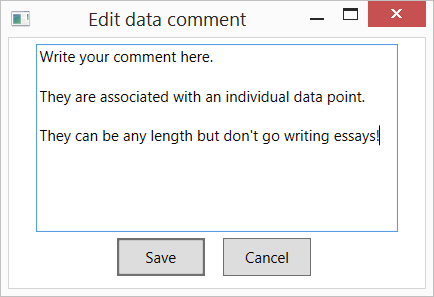 Edit data comment
Write your comment here.
They are associated with an individual data point.
They can be any length but don't go writing essays!
Save
Cancel